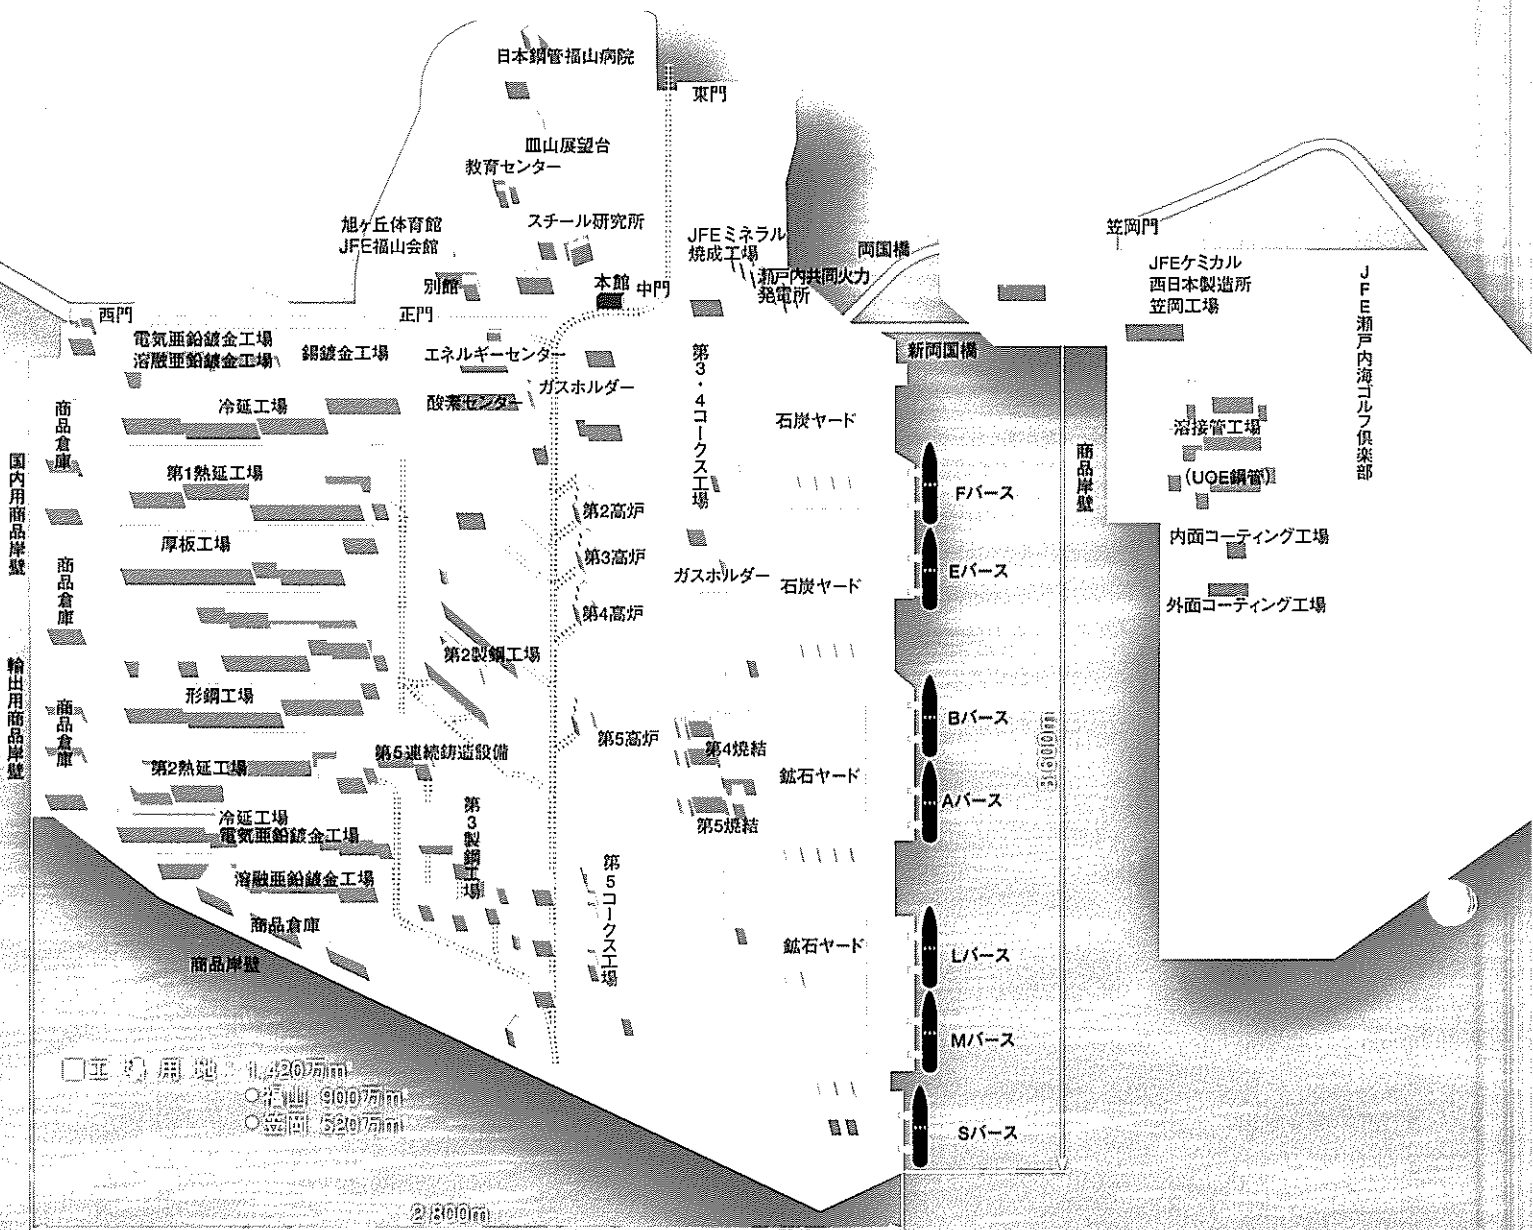 日本鋼管福山病院
東門
皿山展望台
教育センター
旭ヶ丘体育館
JFE福山会館
スチール研究所
JFEミネラル
焼成工場
両国橋
瀬戸内共同火力
発電所
笠岡門
JFEケミカル
西日本製造所
笠岡工場
JFE瀬戸内海ゴルフ倶楽部
別館
本館
中門
西門
正門
電気亜鉛鍍金工場
溶融亜鉛鍍金工場
錫鍍金工場
エネルギーセンター
新両国橋
ガスホルダー
酸素センター
第3・4コークス工場
冷延工場
商品倉庫
石炭ヤード
溶接管工場
(UOE鋼管)
商品岸壁
国内用商品岸壁
第1熱延工場
第2高炉
Fバース
厚板工場
第3高炉
内面コーティング工場
商品倉庫
ガスホルダー
石炭ヤード
Eバース
外面コーティング工場
第4高炉
第2製鋼工場
輸出用商品岸壁
形鋼工場
商品倉庫
Bバース
第5高炉
第4焼結
第5連続鋳造設備
第2熱延工場
鉱石ヤード
Aバース
第3製鋼工場
冷延工場
電気亜鉛鍍金工場
第5焼結
溶融亜鉛鍍金工場
第5コークス工場
商品倉庫
商品岸壁
鉱石ヤード
Lバース
Mバース
工場用地 1,420万m
○福山 900万m
○笠岡 520万m
Sバース
2,800m